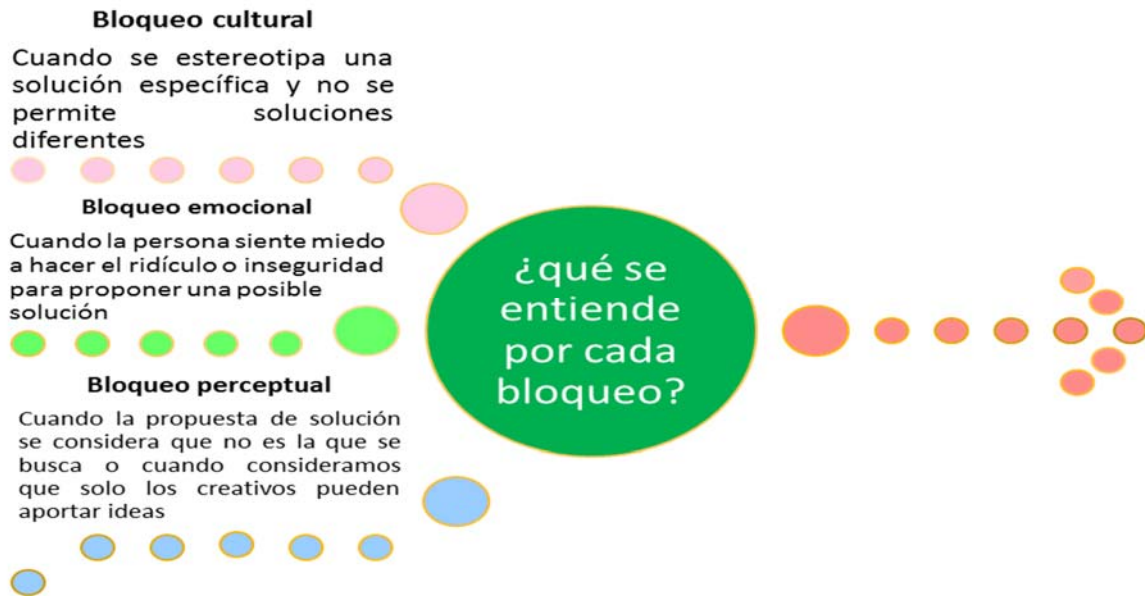 Bloqueo cultural
Cuando se estereotipa una
solución específica y no se
permite soluciones
diferentes
Bloqueo emocional
Cuando la persona siente miedo
a hacer el ridículo o inseguridad
para proponer una posible
solución
Bloqueo perceptual
Cuando la propuesta de solución
se considera que no es la que se
busca o cuando consideramos
que solo los creativos pueden
aportar ideas
¿qué se
entiende
por cada
bloqueo?